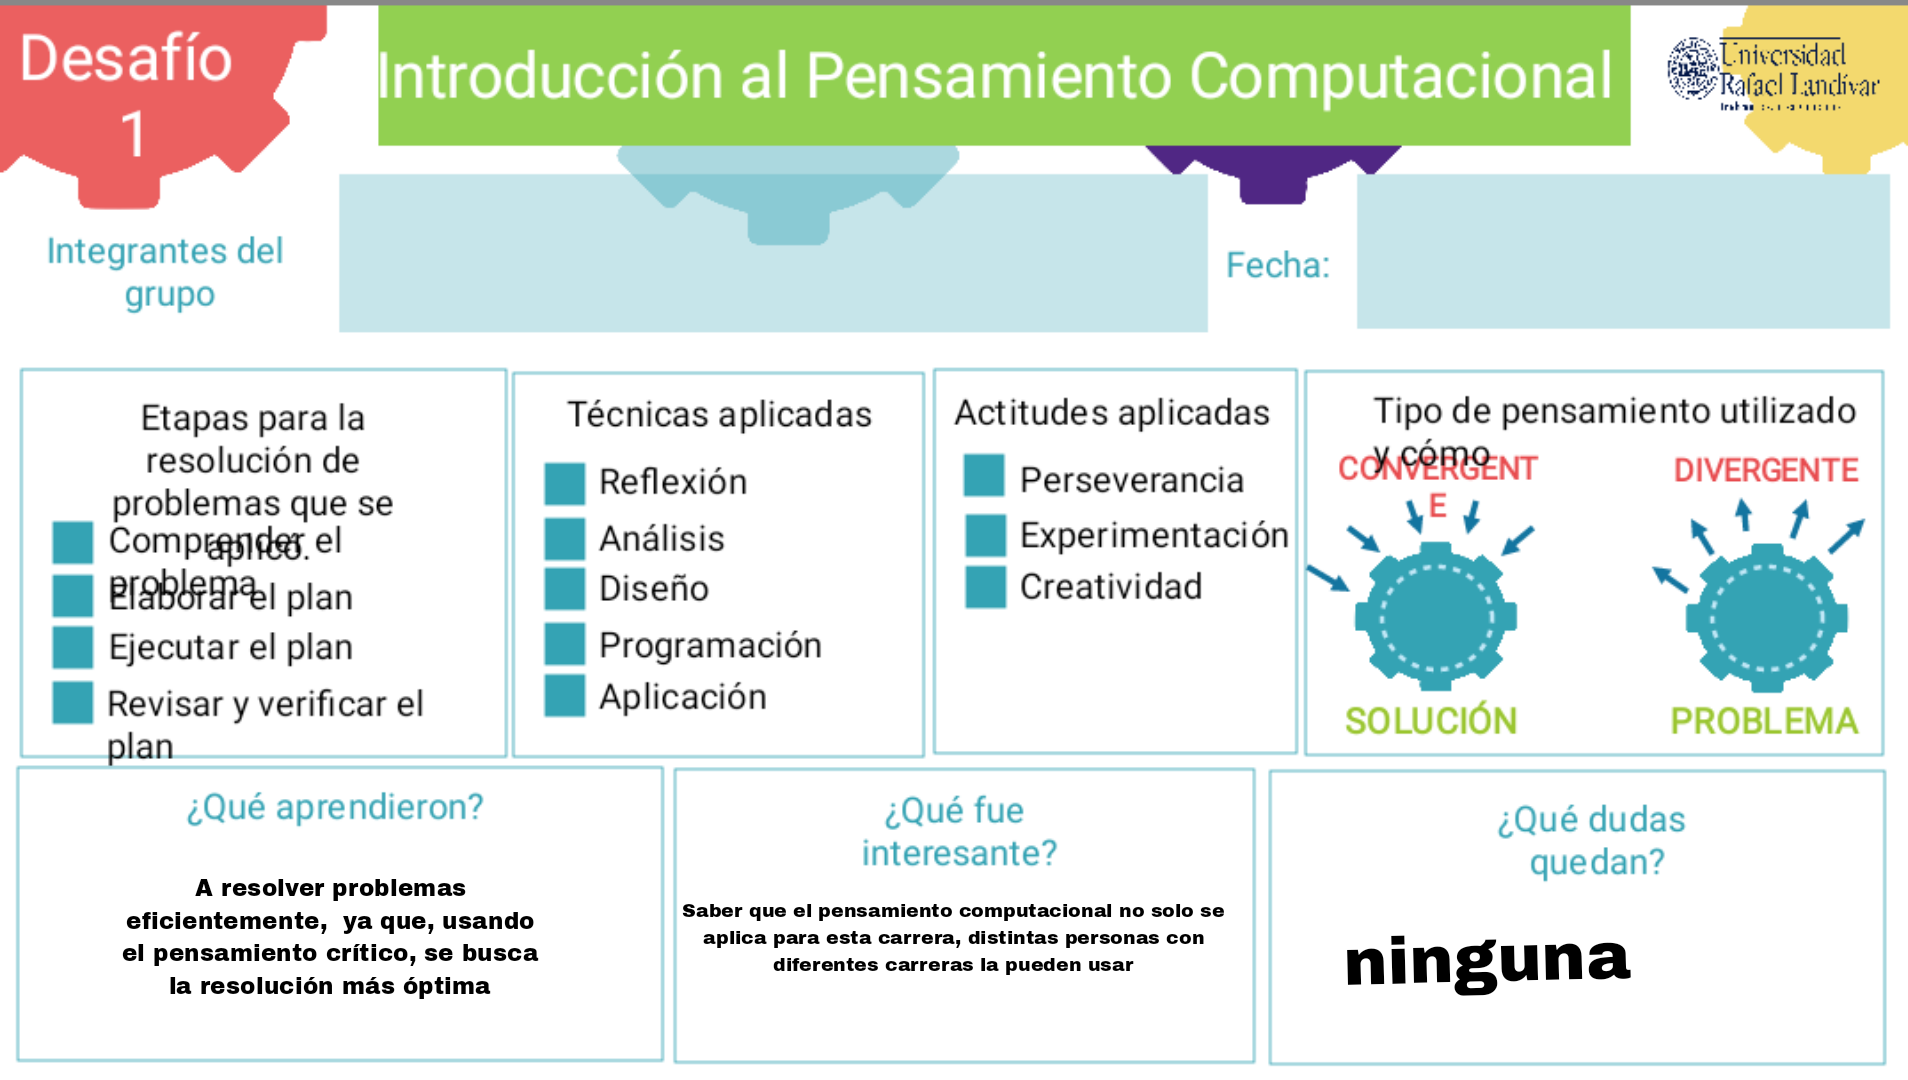 Desafío
1
Introducción al Pensamiento Computacional
Universidad
Rafael Landívar
Integrantes del
grupo
Fecha:
Etapas para la
resolución de
problemas que se
aplicó.
Comprender el
problema
Elaborar el plan
Ejecutar el plan
Revisar y verificar el
plan
Técnicas aplicadas
Reflexión
Análisis
Diseño
Programación
Aplicación
Actitudes aplicadas
Perseverancia
Experimentación
Creatividad
Tipo de pensamiento utilizado
y cómo
CONVERGENT
E
SOLUCIÓN
DIVERGENTE
PROBLEMA
¿Qué aprendieron?
A resolver problemas
eficientemente,  ya que, usando
el pensamiento crítico, se busca
la resolución más óptima
¿Qué fue
interesante?
Saber que el pensamiento computacional no solo se
aplica para esta carrera, distintas personas con
diferentes carreras la pueden usar
¿Qué dudas
quedan?
ninguna